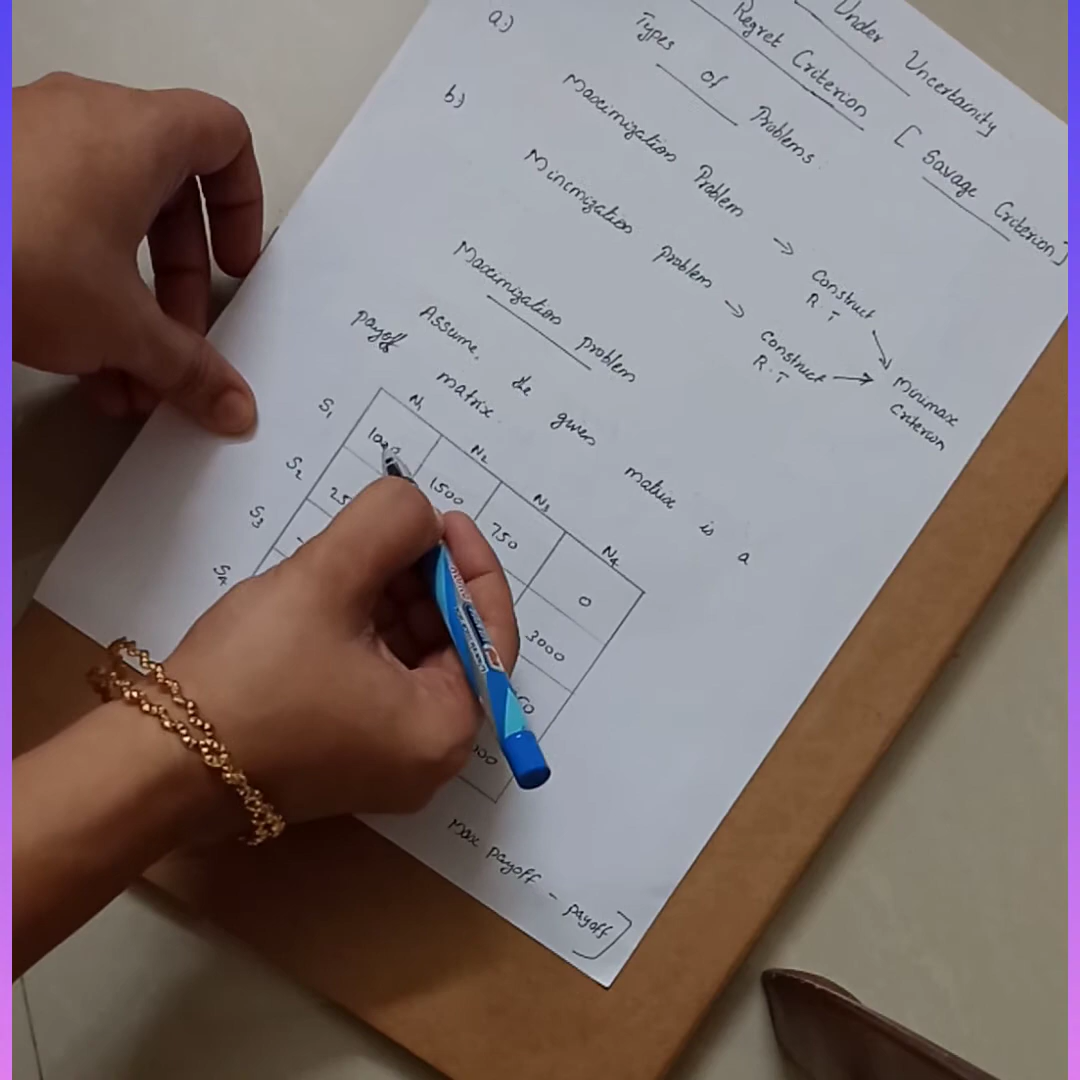 Under Uncertainity
Regret Criterion [Savage Criterion]
Types Of Problems
a.) Maximization Problem → Construct R.T
b.) Minimization problem → Construct R.T → Minimax Criterion
Maximization problem
Assume, the given matrix is a
payoff matrix.
N1 N2 N3 N4
S1 1000 1500 750 0
S2 3000
S3
S4
Max payoff - payoff]